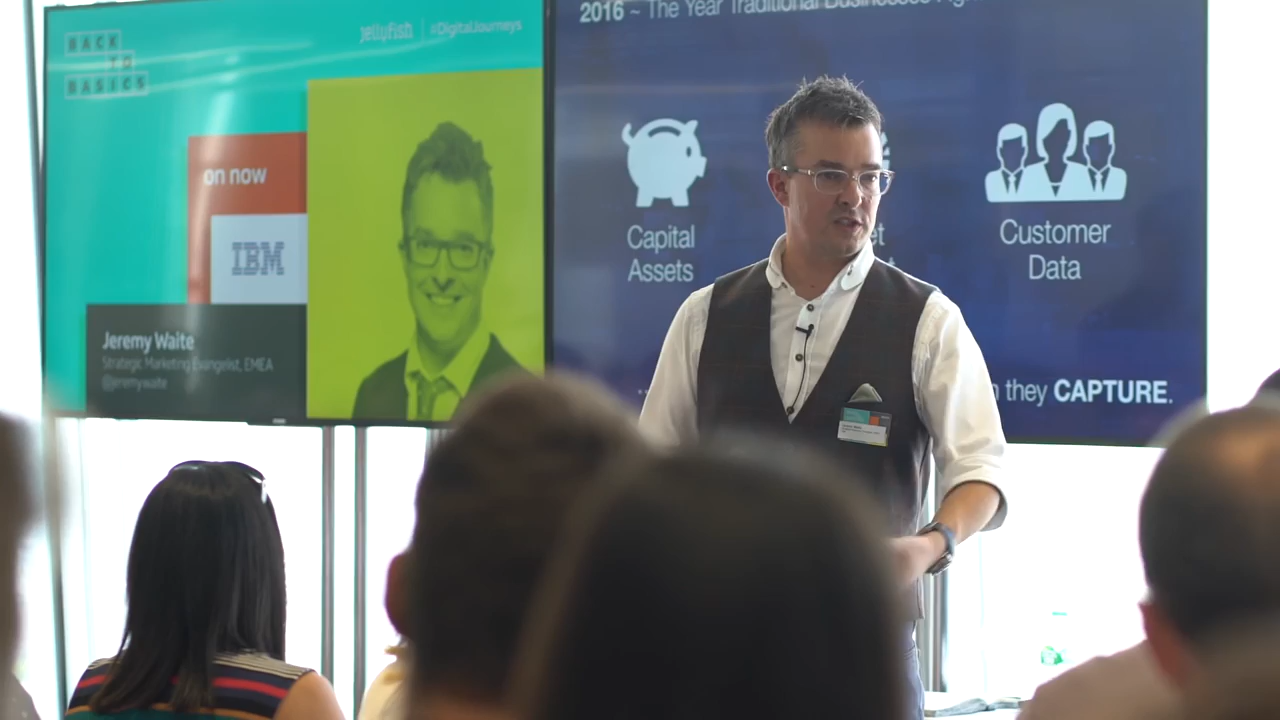 BACK
TO
BASICS
jellyfish #DigitalJourneys
on now
IBM
Jeremy Waite
Strategic Marketing Evangelist, EMEA
@jeremywaite
2016 ~ The Year Traditional Businesses
Capital
Assets
Customer
Data
they CAPTURE.